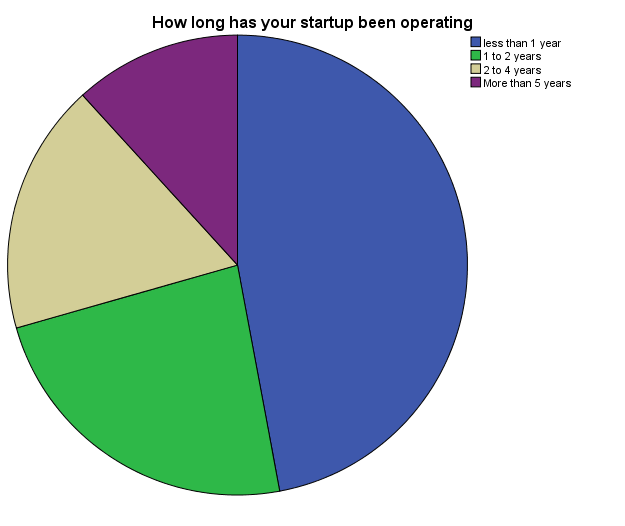 How long has your startup been operating
less than 1 year
1 to 2 years
2 to 4 years
More than 5 years